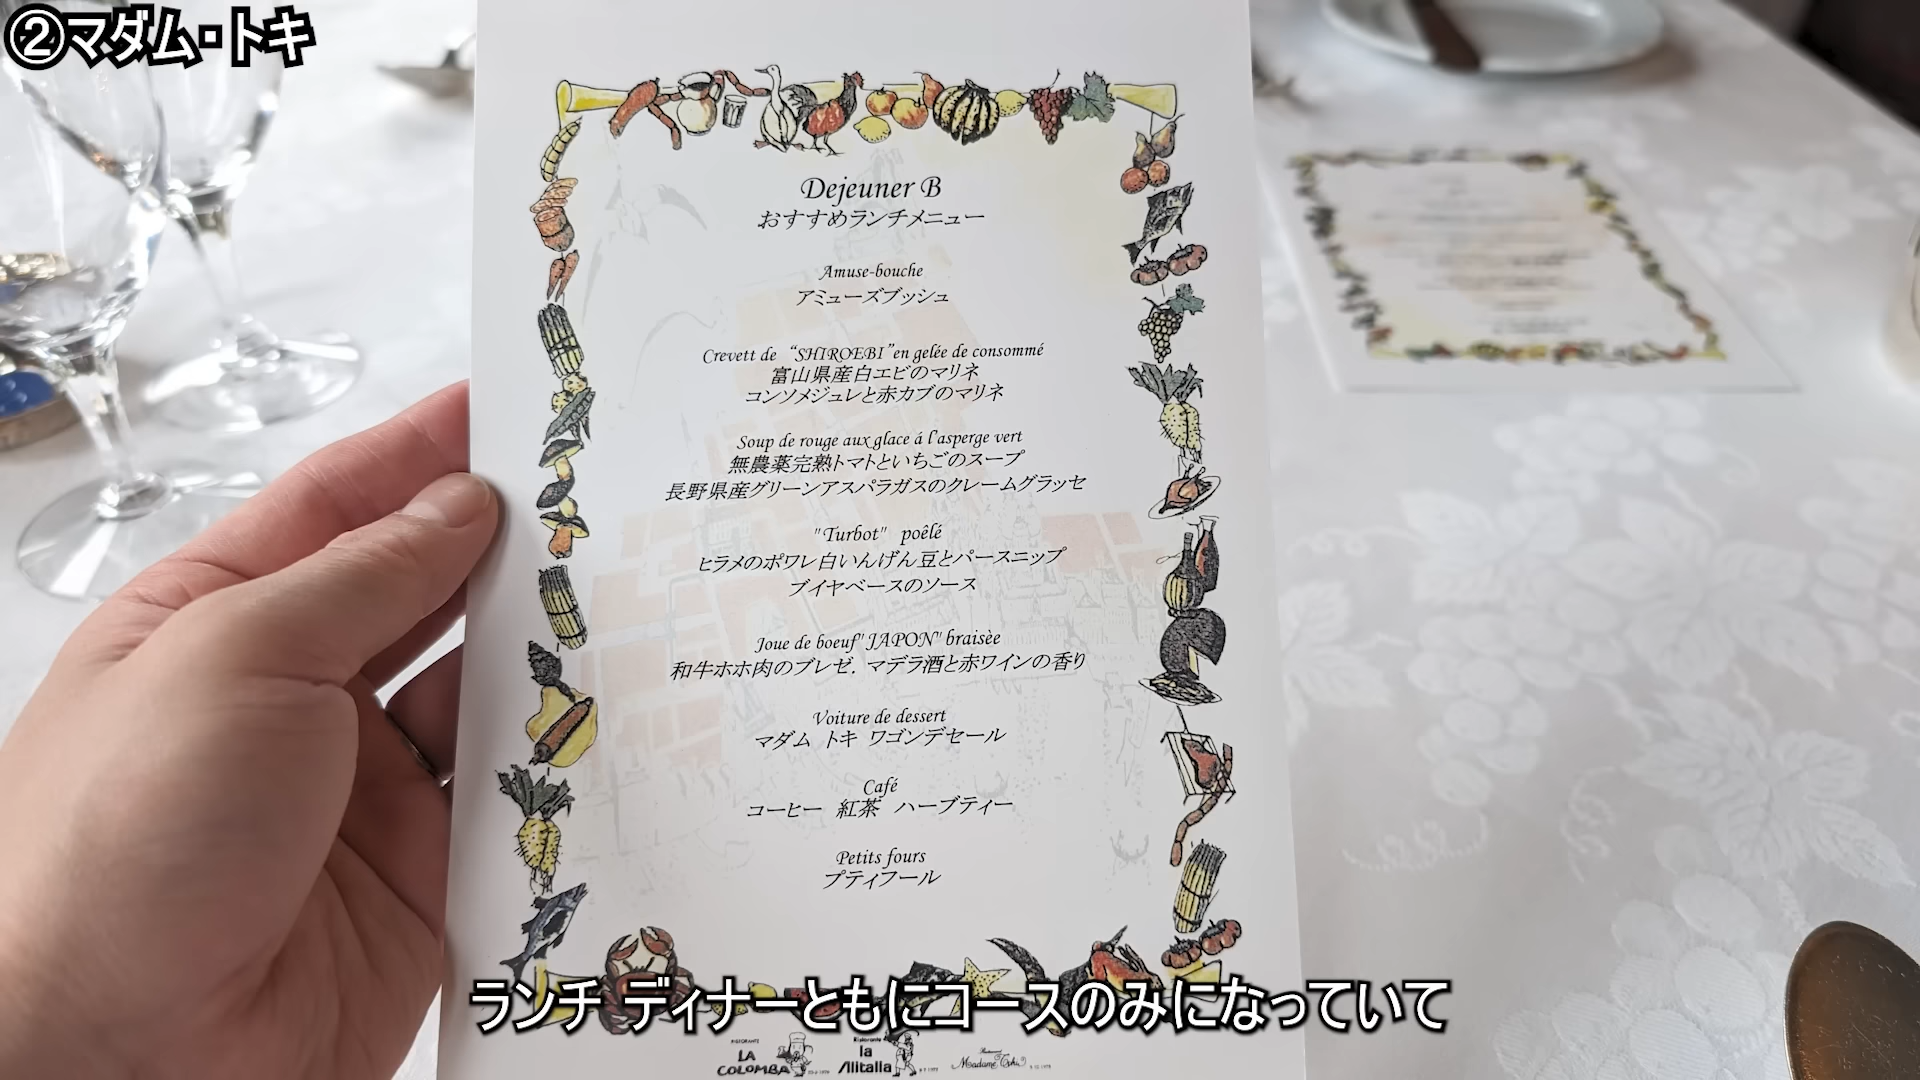 ②マダム・トキ
Dejeuner B
おすすめランチメニュー
Amuse-bouche
アミューズブッシュ
Crevett de “SHIROEBI” en gelée de consommé
富山県産白エビのマリネ
コンソメジュレと赤カブのマリネ
Soup de rouge aux glace á l'asperge vert
無農薬完熟トマトといちごのスープ
長野県産グリーンアスパラガスのクレームグラッセ
"Turbot" poêlé
ヒラメのポワレ白いんげん豆とパースニップ
ブイヤベースのソース
Joue de boeuf"JAPON"braisèe
和牛ホホ肉のブレゼ. マデラ酒と赤ワインの香り
Voiture de dessert
マダム トキ ワゴンデセール
Café
コーヒー 紅茶 ハーブティー
Petits fours
プティフール
ランチ ディナーともにコースのみになっていて
RISTORANTE
LA
COLOMBA
Ristorante
la
Alitalla
Madame Toki